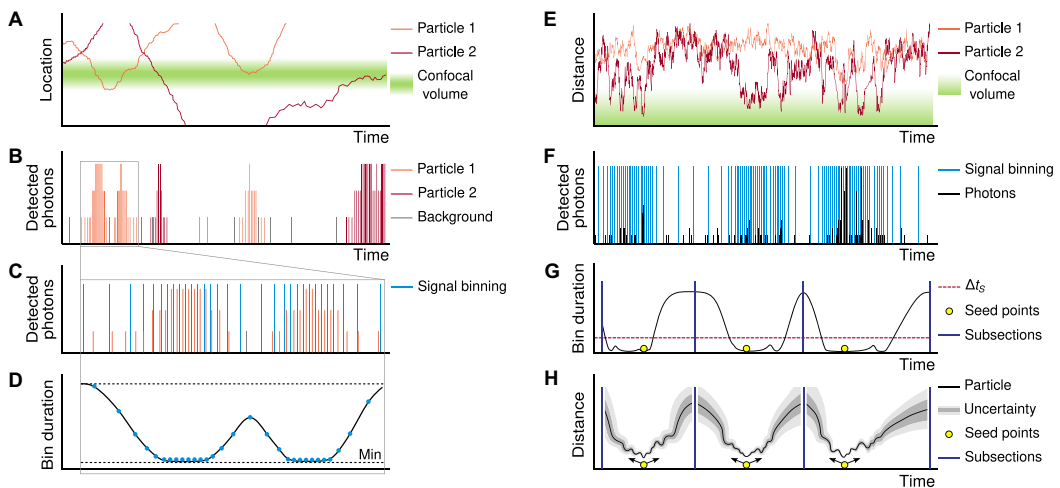 A
Location
Particle 1
Particle 2
Confocal
volume
Time
B
Detected
photons
Particle 1
Particle 2
Background
Time
C
Detected
photons
Signal binning
D
Bin duration
Min
Time
E
Distance
Particle 1
Particle 2
Confocal
volume
Time
F
Detected
photons
Signal binning
Photons
Time
G
Bin duration
Δts
Seed points
Subsections
Time
H
Distance
Particle
Uncertainty
Seed points
Subsections
Time